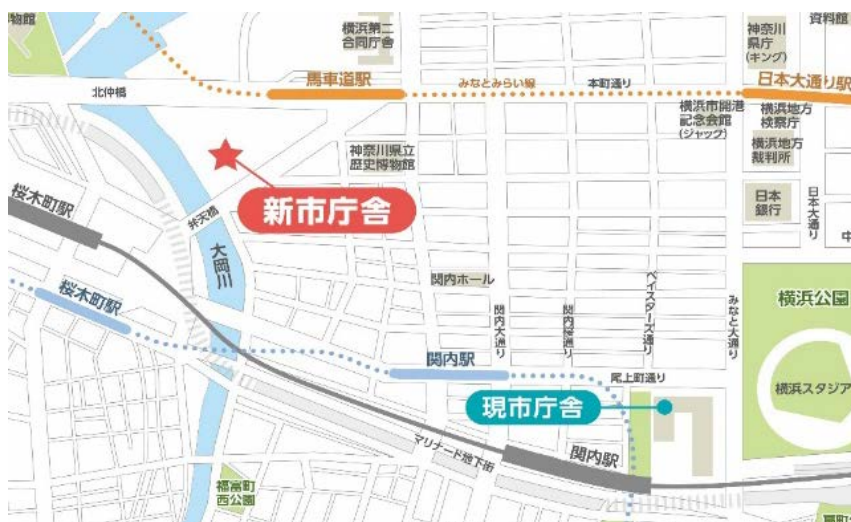 博物館
横浜第二
合同庁舎
神奈川
県庁
(キング)
資料館
北仲橋
馬車道駅
みなとみらい線
本町通り
日本大通り駅
横浜市開港
記念会館
(ジャック)
横浜地方
検察庁
横浜地方
裁判所
神奈川県立
歴史博物館
新市庁舎
桜木町駅
弁天橋
大岡川
日本
銀行
日本大通り
中
桜木町駅
関内ホール
関内大通り
関内桜通り
ベイスターズ通り
みなと大通り
横浜公園
関内駅
尾上町通り
横浜スタジア
現市庁舎
マリナード地下街
関内駅
福富町
西公園